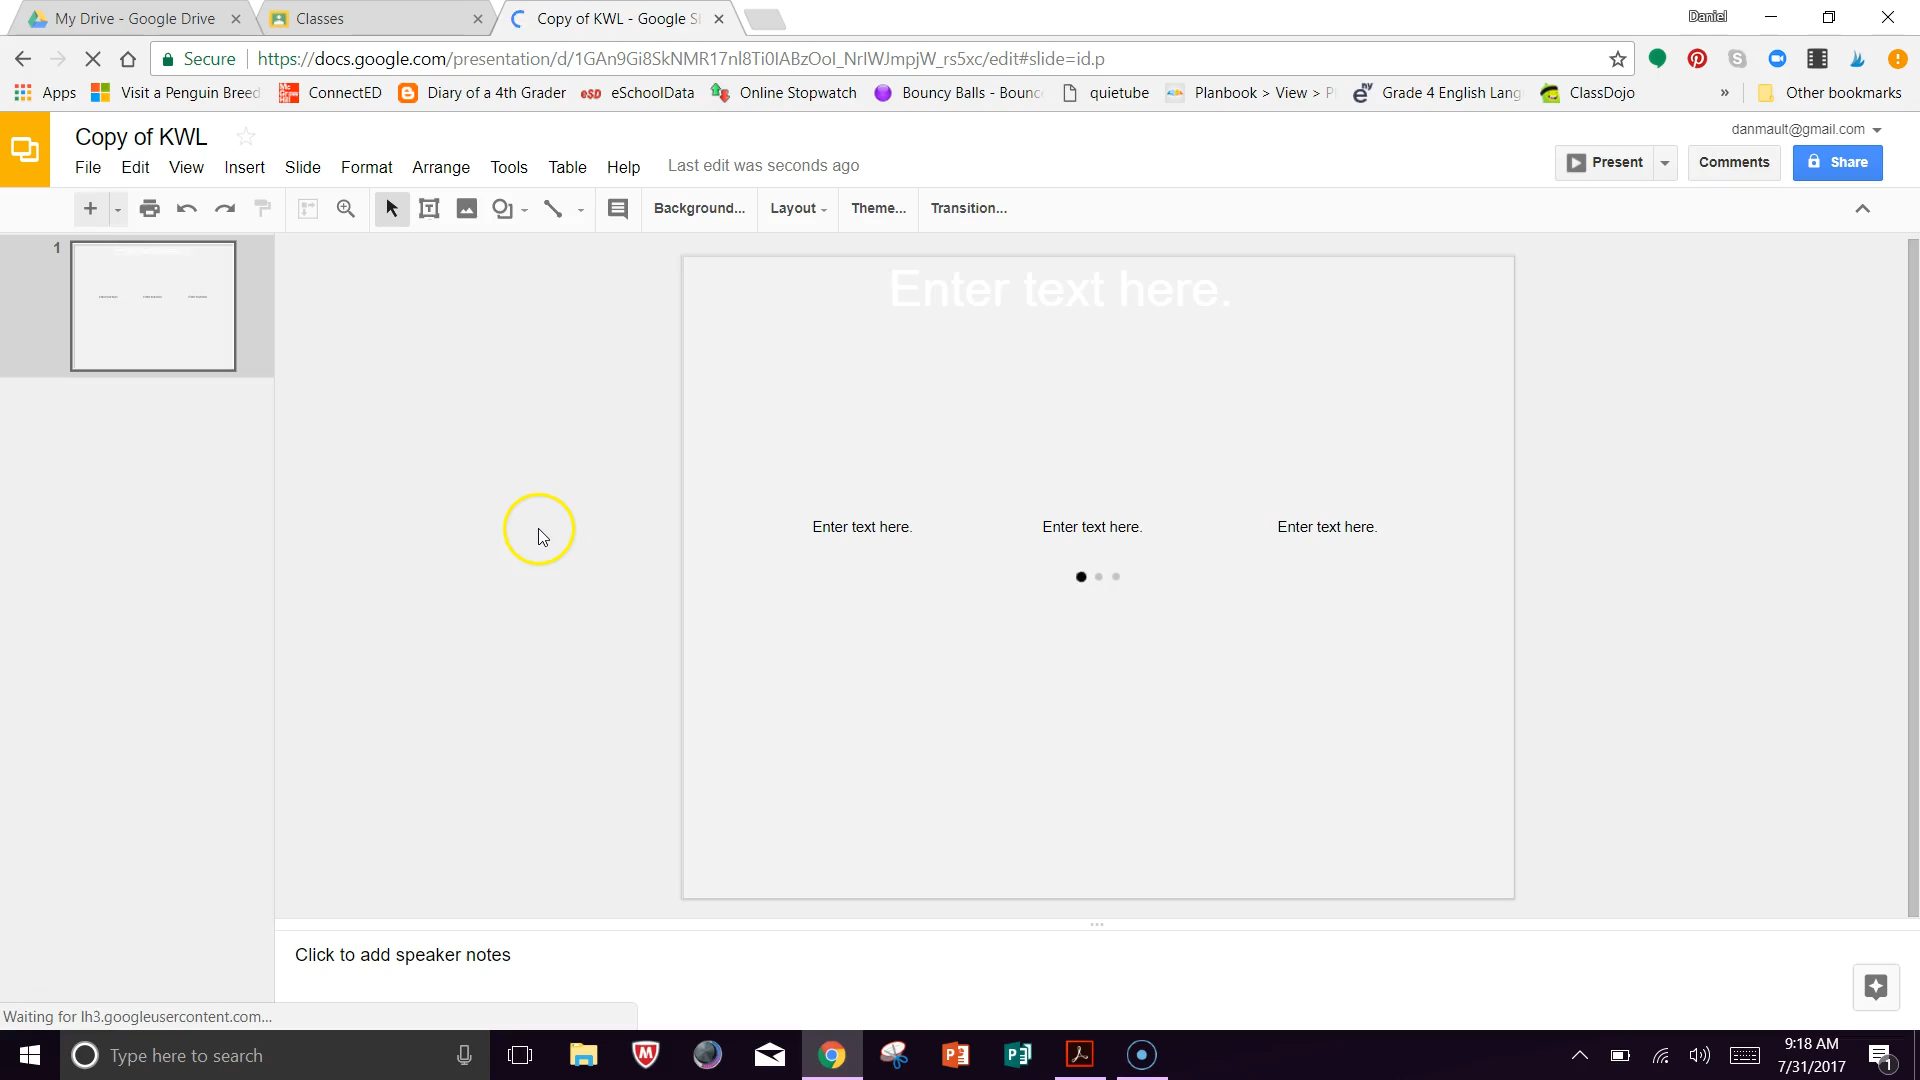 My Drive - Google Drive
Classes
Copy of KWL - Google Sl
Daniel
Secure
https://docs.google.com/presentation/d/1GAn9Gi8SkNMR17nl8Ti0lABzOoI_NrIWJmpjW_rs5xc/edit#slide=id.p
Apps
Visit a Penguin Breed
ConnectED
Diary of a 4th Grader
eSchoolData
Online Stopwatch
Bouncy Balls - Bounc
quietube
Planbook > View > P
Grade 4 English Lang
ClassDojo
»
Other bookmarks
Copy of KWL
danmault@gmail.com
File Edit View Insert Slide Format Arrange Tools Table Help
Last edit was seconds ago
Present
Comments
Share
Background...
Layout
Theme...
Transition...
1
Enter text here.
Enter text here.
Enter text here.
Enter text here.
Click to add speaker notes
Waiting for lh3.googleusercontent.com...
Type here to search
9:18 AM
7/31/2017
1